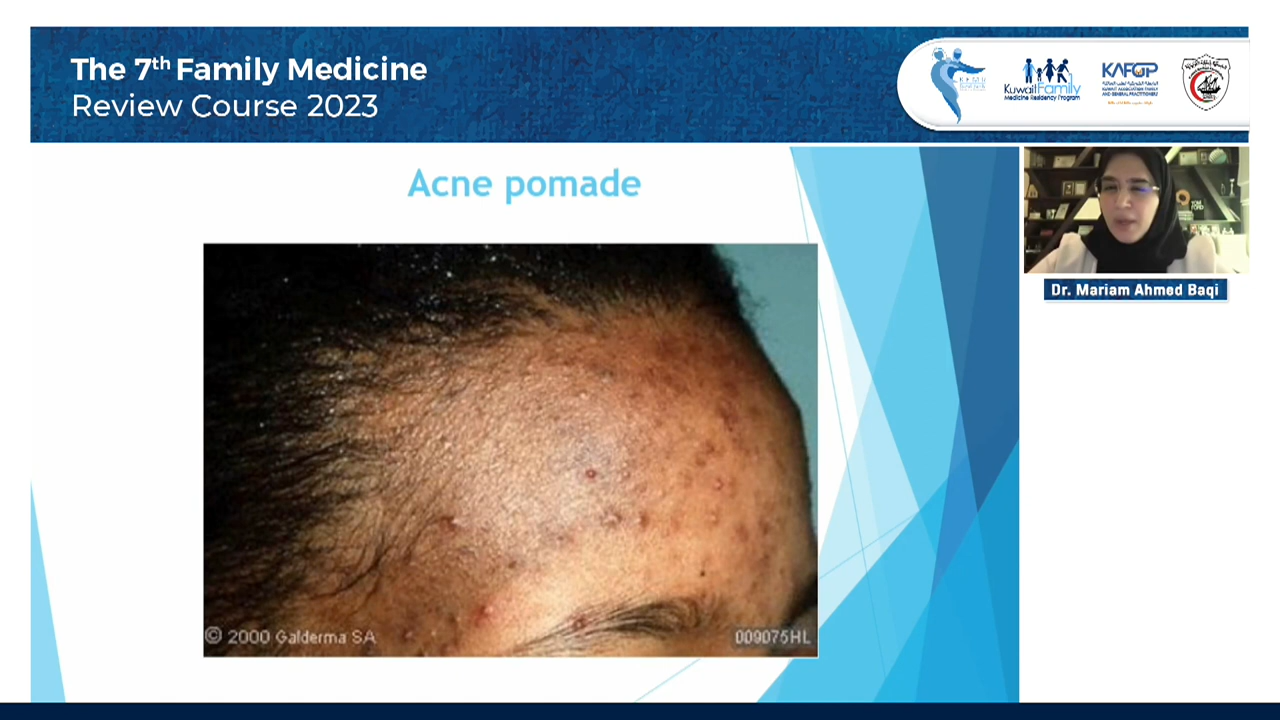 The 7th Family Medicine
Review Course 2023
Kuwait Family
Medicine Residency Program
KAFGP
Acne pomade
Dr. Mariam Ahmed Baqi
© 2000 Galderma SA
009075HL